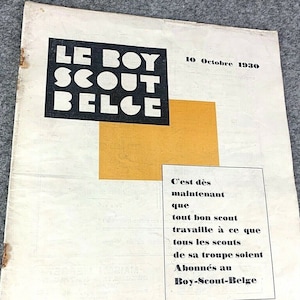 LE BOY
SCOUT
BELGE
10 Octobre 1930
C'est dès
maintenant
que
tout bon scout
travaille à ce que
tous les scouts
de sa troupe soient
Abonnés au
Boy-Scout-Belge